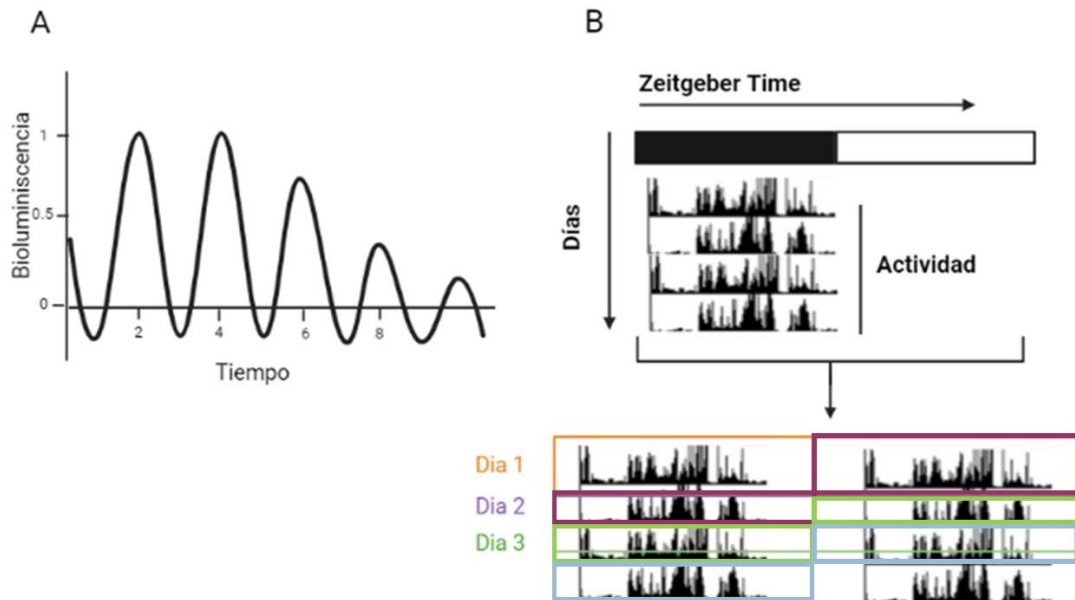 A
Bioluminiscencia
1
0.5
0
2 4 6 8
Tiempo
B
Zeitgeber Time
Días
Actividad
Dia 1
Dia 2
Dia 3